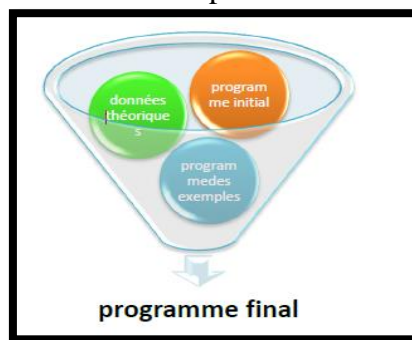 données
théorique
s
program
me initial
program
medes
exemples
programme final